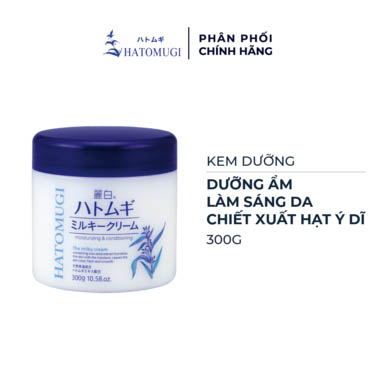 ハトムギ
HATOMUGI
PHÂN PHỐI
CHÍNH HÃNG
KEM DƯỠNG
DƯỠNG ẨM
LÀM SÁNG DA
CHIẾT XUẤT HẠT Ý DĨ
300G
HATOMUGI
麗白®
ハトムギ
ミルキークリーム
moisturizing & conditioning
The milky cream
300g 10.58oz.